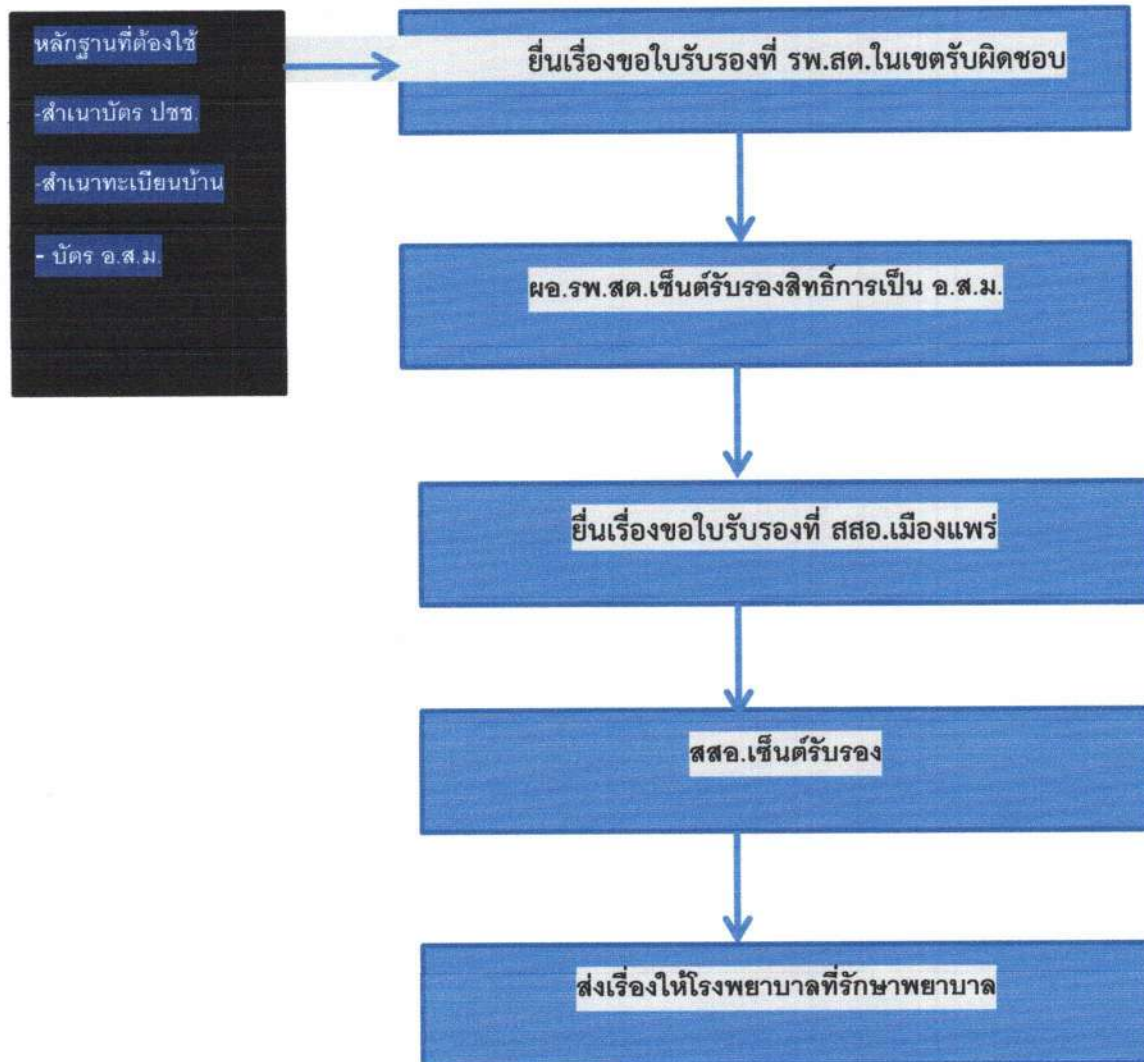 หลักฐานที่ต้องใช้
-สำเนาบัตร ปชช.
-สำเนาทะเบียนบ้าน
- บัตร อ.ส.ม.
ยื่นเรื่องขอใบรับรองที่ รพ.สต.ในเขตรับผิดชอบ
ผอ.รพ.สต.เซ็นต์รับรองสิทธิ์การเป็น อ.ส.ม.
ยื่นเรื่องขอใบรับรองที่ สสอ.เมืองแพร่
สสอ.เซ็นต์รับรอง
ส่งเรื่องให้โรงพยาบาลที่รักษาพยาบาล